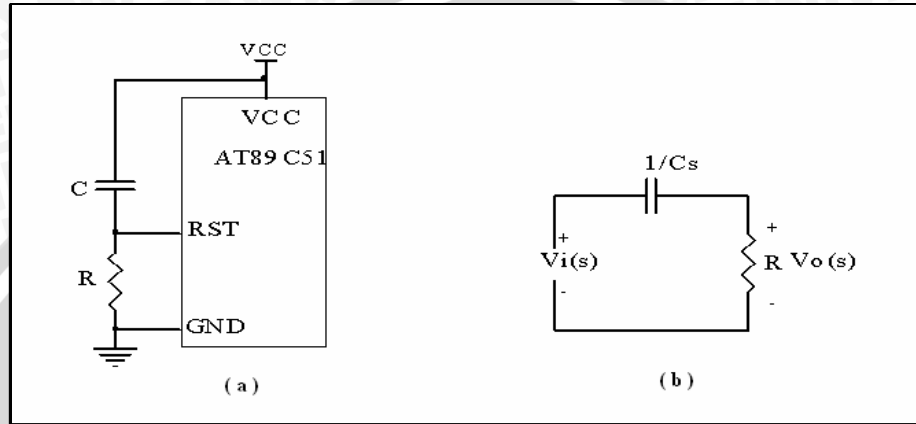 VCC
VCC
AT89C51
C
RST
R
GND
(a)
1/Cs
+
Vi(s)
-
+
R Vo(s)
-
(b)